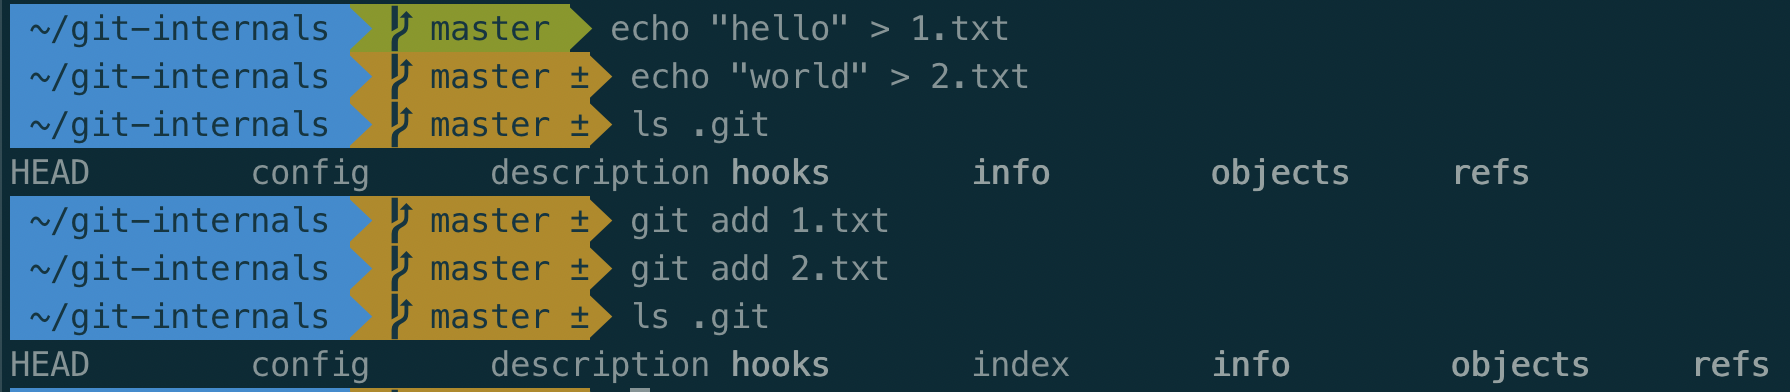 ~/git-internals master echo "hello" > 1.txt
~/git-internals master ± echo "world" > 2.txt
~/git-internals master ± ls .git
HEAD config description hooks info objects refs
~/git-internals master ± git add 1.txt
~/git-internals master ± git add 2.txt
~/git-internals master ± ls .git
HEAD config description hooks index info objects refs